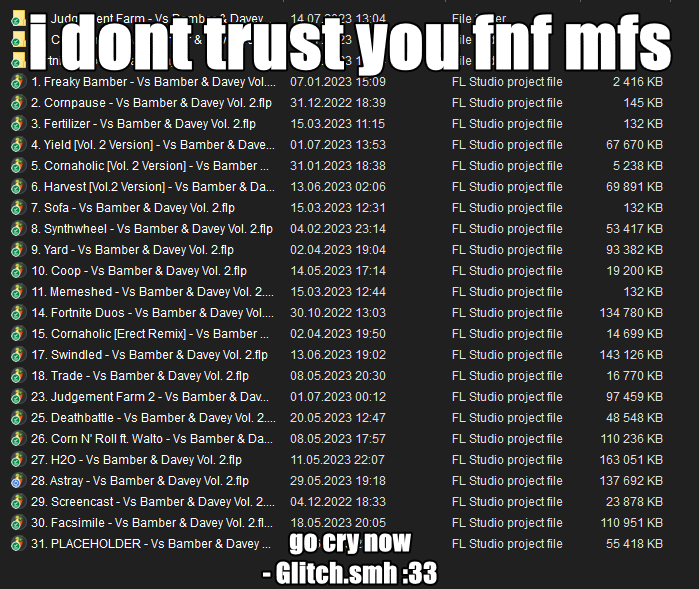 i dont trust you fnf mfs
Judgement Farm - Vs Bamber & Davey 14.07.2023 13:04 File folder
1. Freaky Bamber - Vs Bamber & Davey Vol.... 07.01.2023 15:09 FL Studio project file 2 416 KB
2. Cornpause - Vs Bamber & Davey Vol. 2.flp 31.12.2022 18:39 FL Studio project file 145 KB
3. Fertilizer - Vs Bamber & Davey Vol. 2.flp 15.03.2023 11:15 FL Studio project file 132 KB
4. Yield [Vol. 2 Version] - Vs Bamber & Dave... 01.07.2023 13:53 FL Studio project file 67 670 KB
5. Cornaholic [Vol. 2 Version] - Vs Bamber ... 31.01.2023 18:38 FL Studio project file 5 238 KB
6. Harvest [Vol.2 Version] - Vs Bamber & Da... 13.06.2023 02:06 FL Studio project file 69 891 KB
7. Sofa - Vs Bamber & Davey Vol. 2.flp 15.03.2023 12:31 FL Studio project file 132 KB
8. Synthwheel - Vs Bamber & Davey Vol. 2.flp 04.02.2023 23:14 FL Studio project file 53 417 KB
9. Yard - Vs Bamber & Davey Vol. 2.flp 02.04.2023 19:04 FL Studio project file 93 382 KB
10. Coop - Vs Bamber & Davey Vol. 2.flp 14.05.2023 17:14 FL Studio project file 19 200 KB
11. Memeshed - Vs Bamber & Davey Vol. 2.... 15.03.2023 12:44 FL Studio project file 132 KB
14. Fortnite Duos - Vs Bamber & Davey Vol. 2.flp 30.10.2022 13:03 FL Studio project file 134 780 KB
15. Cornaholic [Erect Remix] - Vs Bamber ... 02.04.2023 19:50 FL Studio project file 14 699 KB
17. Swindled - Vs Bamber & Davey Vol. 2.flp 13.06.2023 19:02 FL Studio project file 143 126 KB
18. Trade - Vs Bamber & Davey Vol. 2.flp 08.05.2023 20:30 FL Studio project file 16 770 KB
23. Judgement Farm 2 - Vs Bamber & Dav... 01.07.2023 00:12 FL Studio project file 97 459 KB
25. Deathbattle - Vs Bamber & Davey Vol. 2.... 20.05.2023 12:47 FL Studio project file 48 548 KB
26. Corn N' Roll ft. Walto - Vs Bamber & Da... 08.05.2023 17:57 FL Studio project file 110 236 KB
27. H2O - Vs Bamber & Davey Vol. 2.flp 11.05.2023 22:07 FL Studio project file 163 051 KB
28. Astray - Vs Bamber & Davey Vol. 2.flp 29.05.2023 19:18 FL Studio project file 137 692 KB
29. Screencast - Vs Bamber & Davey Vol. 2.... 04.12.2022 18:33 FL Studio project file 23 878 KB
30. Facsimile - Vs Bamber & Davey Vol. 2.fl... 18.05.2023 20:05 FL Studio project file 110 951 KB
31. PLACEHOLDER - Vs Bamber & Davey ... FL Studio project file 55 418 KB
go cry now
- Glitch.smh :33